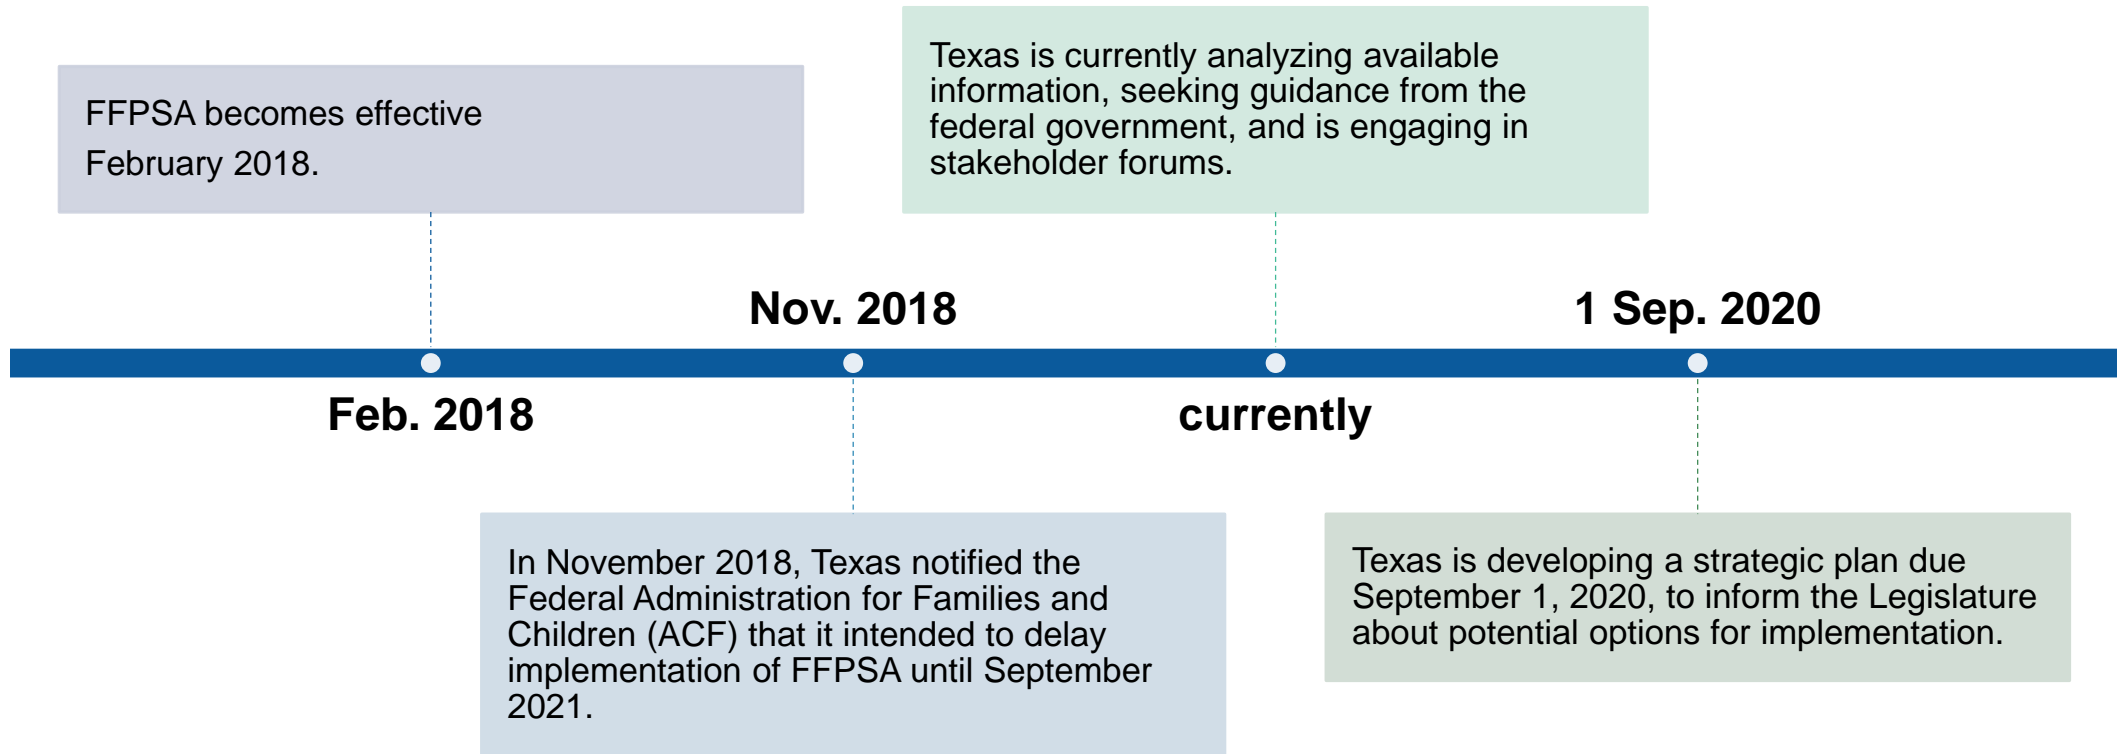 FFPSA becomes effective
February 2018.
Texas is currently analyzing available
information, seeking guidance from the
federal government, and is engaging in
stakeholder forums.
Nov. 2018
1 Sep. 2020
Feb. 2018
currently
In November 2018, Texas notified the
Federal Administration for Families and
Children (ACF) that it intended to delay
implementation of FFPSA until September
2021.
Texas is developing a strategic plan due
September 1, 2020, to inform the Legislature
about potential options for implementation.